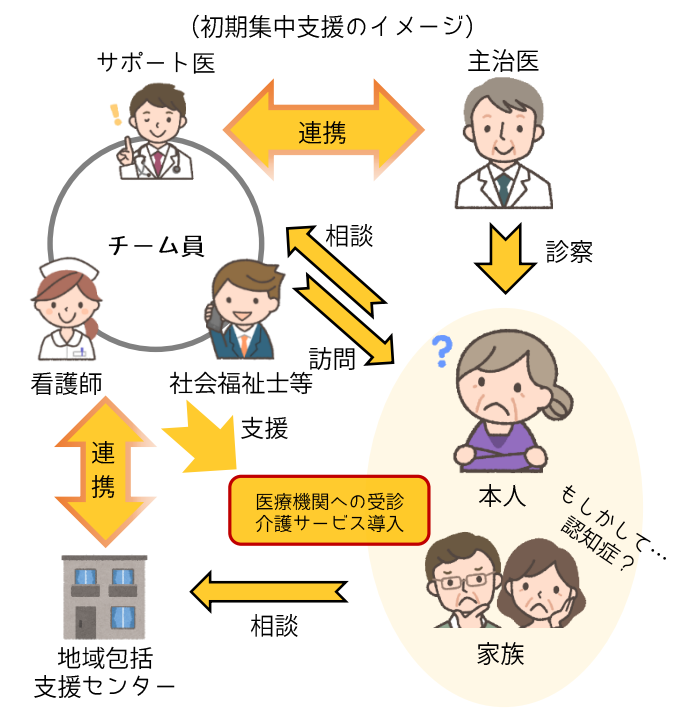 （初期集中支援のイメージ）
サポート医
主治医
連携
チーム員
相談
診察
訪問
看護師
社会福祉士等
支援
連
携
医療機関への受診
介護サービス導入
本人
もしかして…
認知症？
相談
家族
地域包括
支援センター